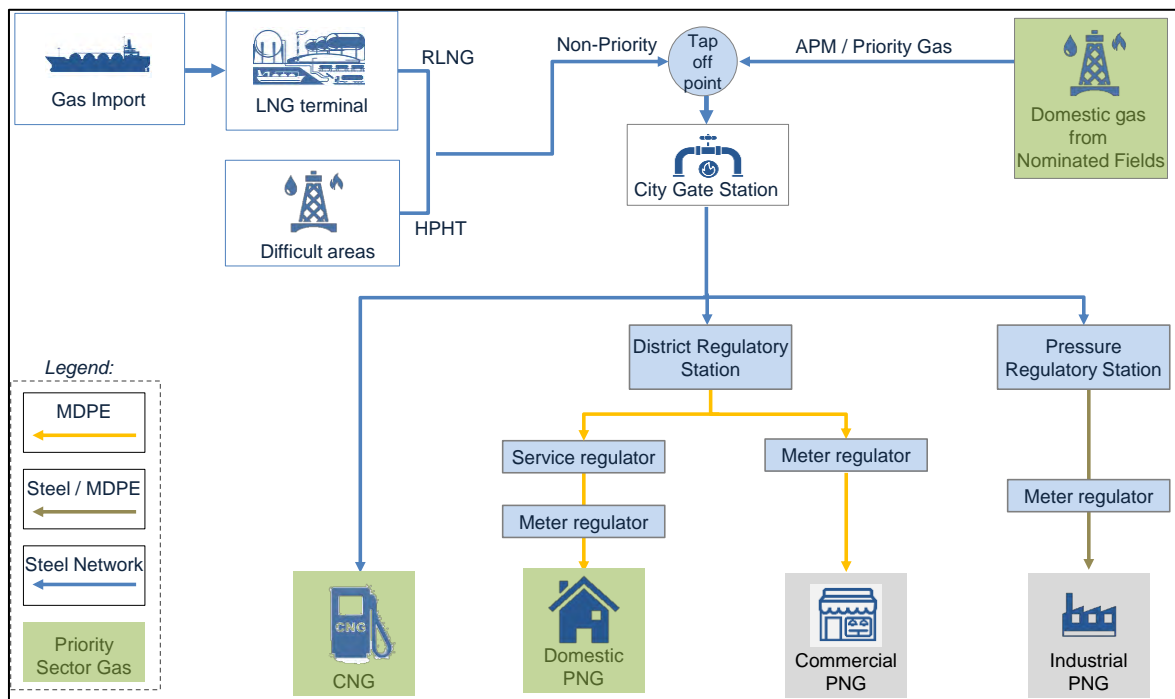 Gas Import
LNG terminal
RLNG
Non-Priority
Tap
off
point
APM / Priority Gas
Domestic gas
from
Nominated Fields
Difficult areas
HPHT
City Gate Station
District Regulatory
Station
Pressure
Regulatory Station
Service regulator
Meter regulator
Meter regulator
Meter regulator
CNG
CNG
Domestic
PNG
Commercial
PNG
Industrial
PNG
Legend:
MDPE
Steel / MDPE
Steel Network
Priority
Sector Gas